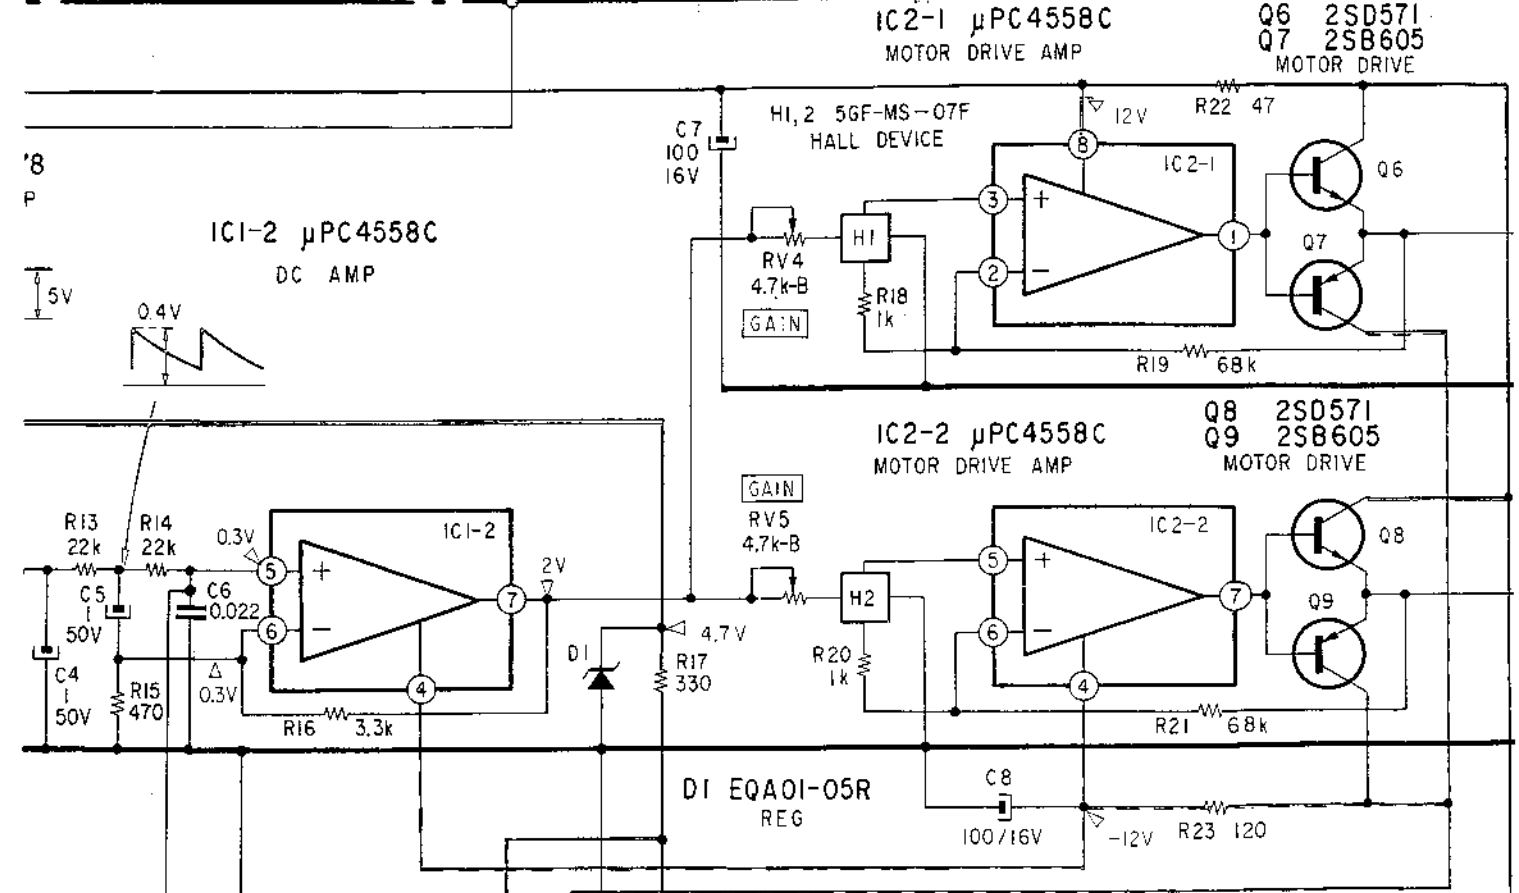 IC2-1 µPC4558C
MOTOR DRIVE AMP
Q6 2SD571
Q7 2SB605
MOTOR DRIVE
R22 47
12V
H1,2 5GF-MS-07F
HALL DEVICE
C7
100
16V
8
IC2-1
Q6
'8
P
3
+
IC1-2 µPC4558C
DC AMP
H1
1
Q7
RV4
4.7k-B
GAIN
2
−
5V
R18
1k
0.4V
R19 68k
Q8 2SD571
Q9 2SB605
MOTOR DRIVE
IC2-2 µPC4558C
MOTOR DRIVE AMP
GAIN
RV5
4.7k-B
R13
22k
R14
22k
0.3V
IC1-2
IC2-2
Q8
5
+
2V
5
+
C5
1
50V
C6
0.022
7
H2
7
Q9
6
−
6
−
4.7V
D1
R17
330
R20
1k
C4
1
50V
R15
470
0.3V
4
4
R16 3.3k
R21 68k
D1 EQA01-05R
REG
C8
100/16V
-12V
R23 120